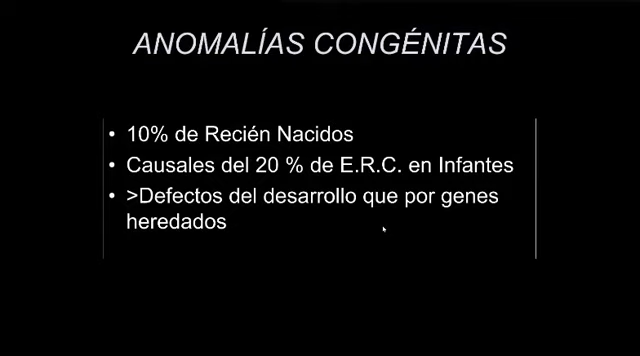 ANOMALÍAS CONGÉNITAS
• 10% de Recién Nacidos
• Causales del 20 % de E.R.C. en Infantes
• >Defectos del desarrollo que por genes
heredados